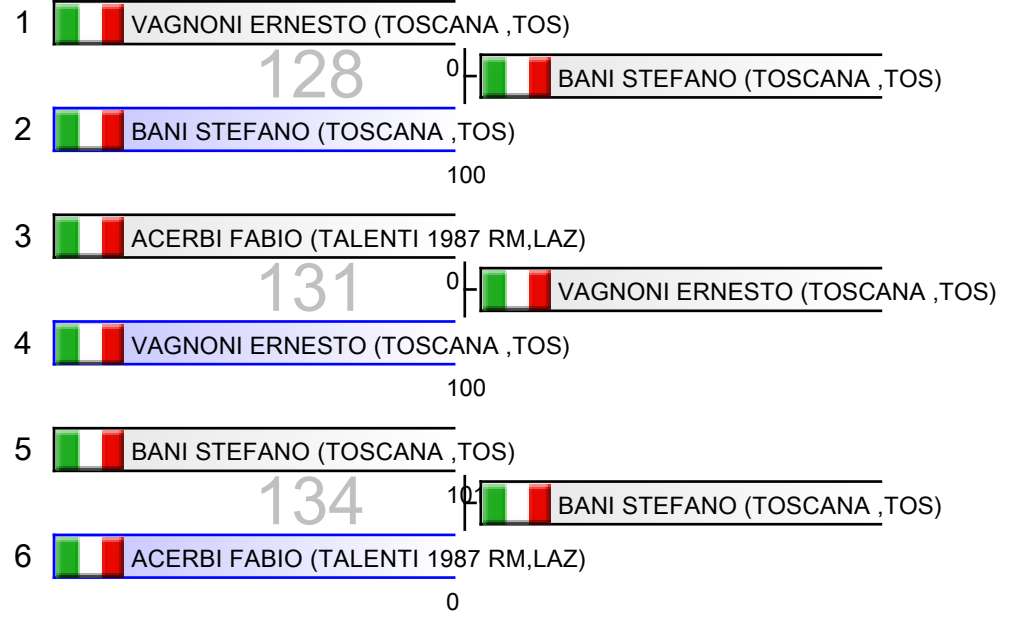 1 VAGNONI ERNESTO (TOSCANA ,TOS)
128
0
BANI STEFANO (TOSCANA ,TOS)
2 BANI STEFANO (TOSCANA ,TOS)
100
3 ACERBI FABIO (TALENTI 1987 RM,LAZ)
131
0
VAGNONI ERNESTO (TOSCANA ,TOS)
4 VAGNONI ERNESTO (TOSCANA ,TOS)
100
5 BANI STEFANO (TOSCANA ,TOS)
134
BANI STEFANO (TOSCANA ,TOS)
6 ACERBI FABIO (TALENTI 1987 RM,LAZ)
0